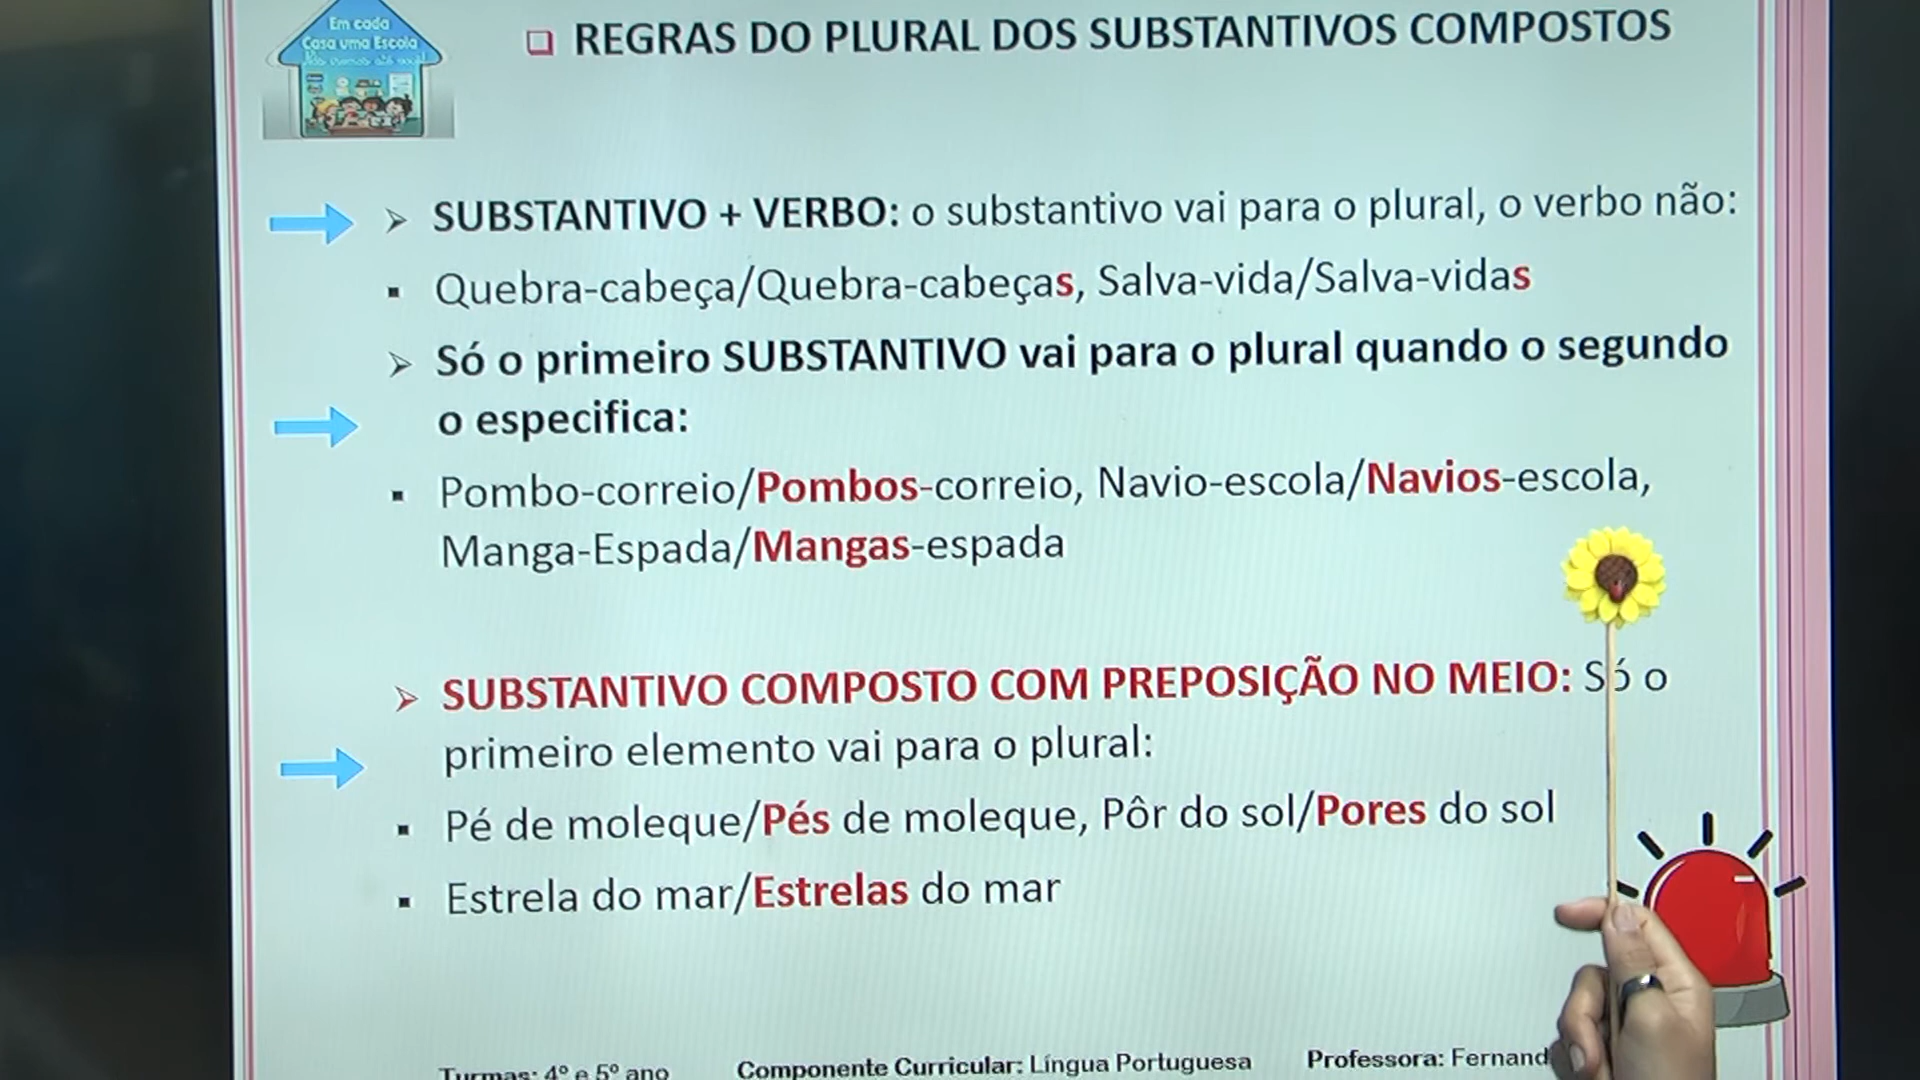 Em cada
Casa uma Escola
REGRAS DO PLURAL DOS SUBSTANTIVOS COMPOSTOS
SUBSTANTIVO + VERBO: o substantivo vai para o plural, o verbo não:
Quebra-cabeça/Quebra-cabeças, Salva-vida/Salva-vidas
Só o primeiro SUBSTANTIVO vai para o plural quando o segundo
o especifica:
Pombo-correio/Pombos-correio, Navio-escola/Navios-escola,
Manga-Espada/Mangas-espada
SUBSTANTIVO COMPOSTO COM PREPOSIÇÃO NO MEIO: Só o
primeiro elemento vai para o plural:
Pé de moleque/Pés de moleque, Pôr do sol/Pores do sol
Estrela do mar/Estrelas do mar
Turmas: 4º e 5º ano Componente Curricular: Língua Portuguesa Professora: Fernand